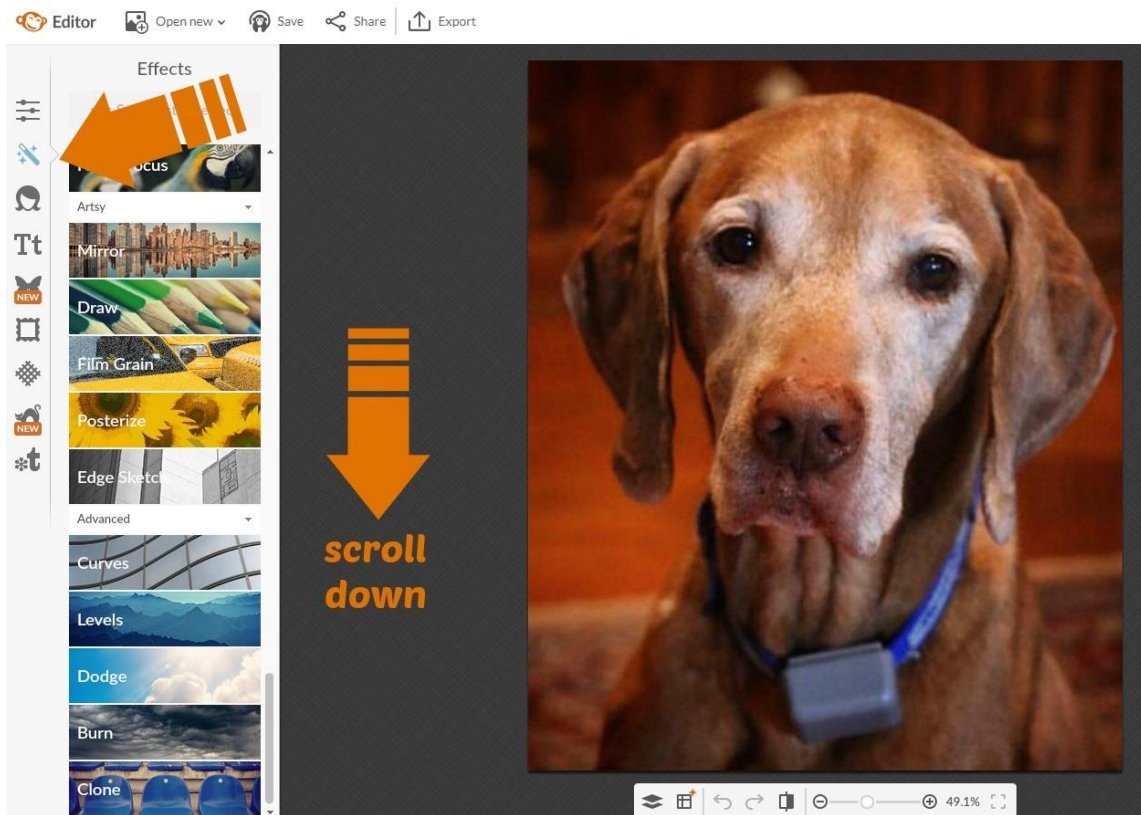 Editor
Open new
Save
Share
Export
Effects
ocus
Artsy
Mirror
Draw
Film Grain
Posterize
Edge Sketch
Advanced
Curves
Levels
Dodge
Burn
Clone
Tt
NEW
NEW
t
scroll
down
49.1%